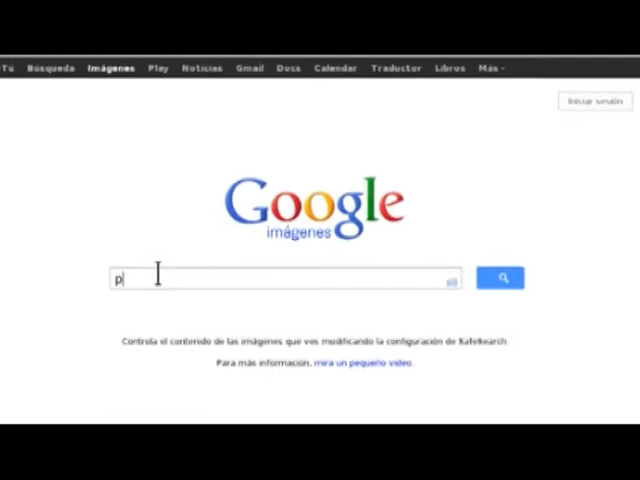 Tú Búsqueda Imágenes Play Noticias Gmail Docs Calendar Traductor Libros Más
Iniciar sesión
Google
imágenes
p
Controla el contenido de las imágenes que ves modificando la configuración de SafeSearch.
Para más información, mira un pequeño video